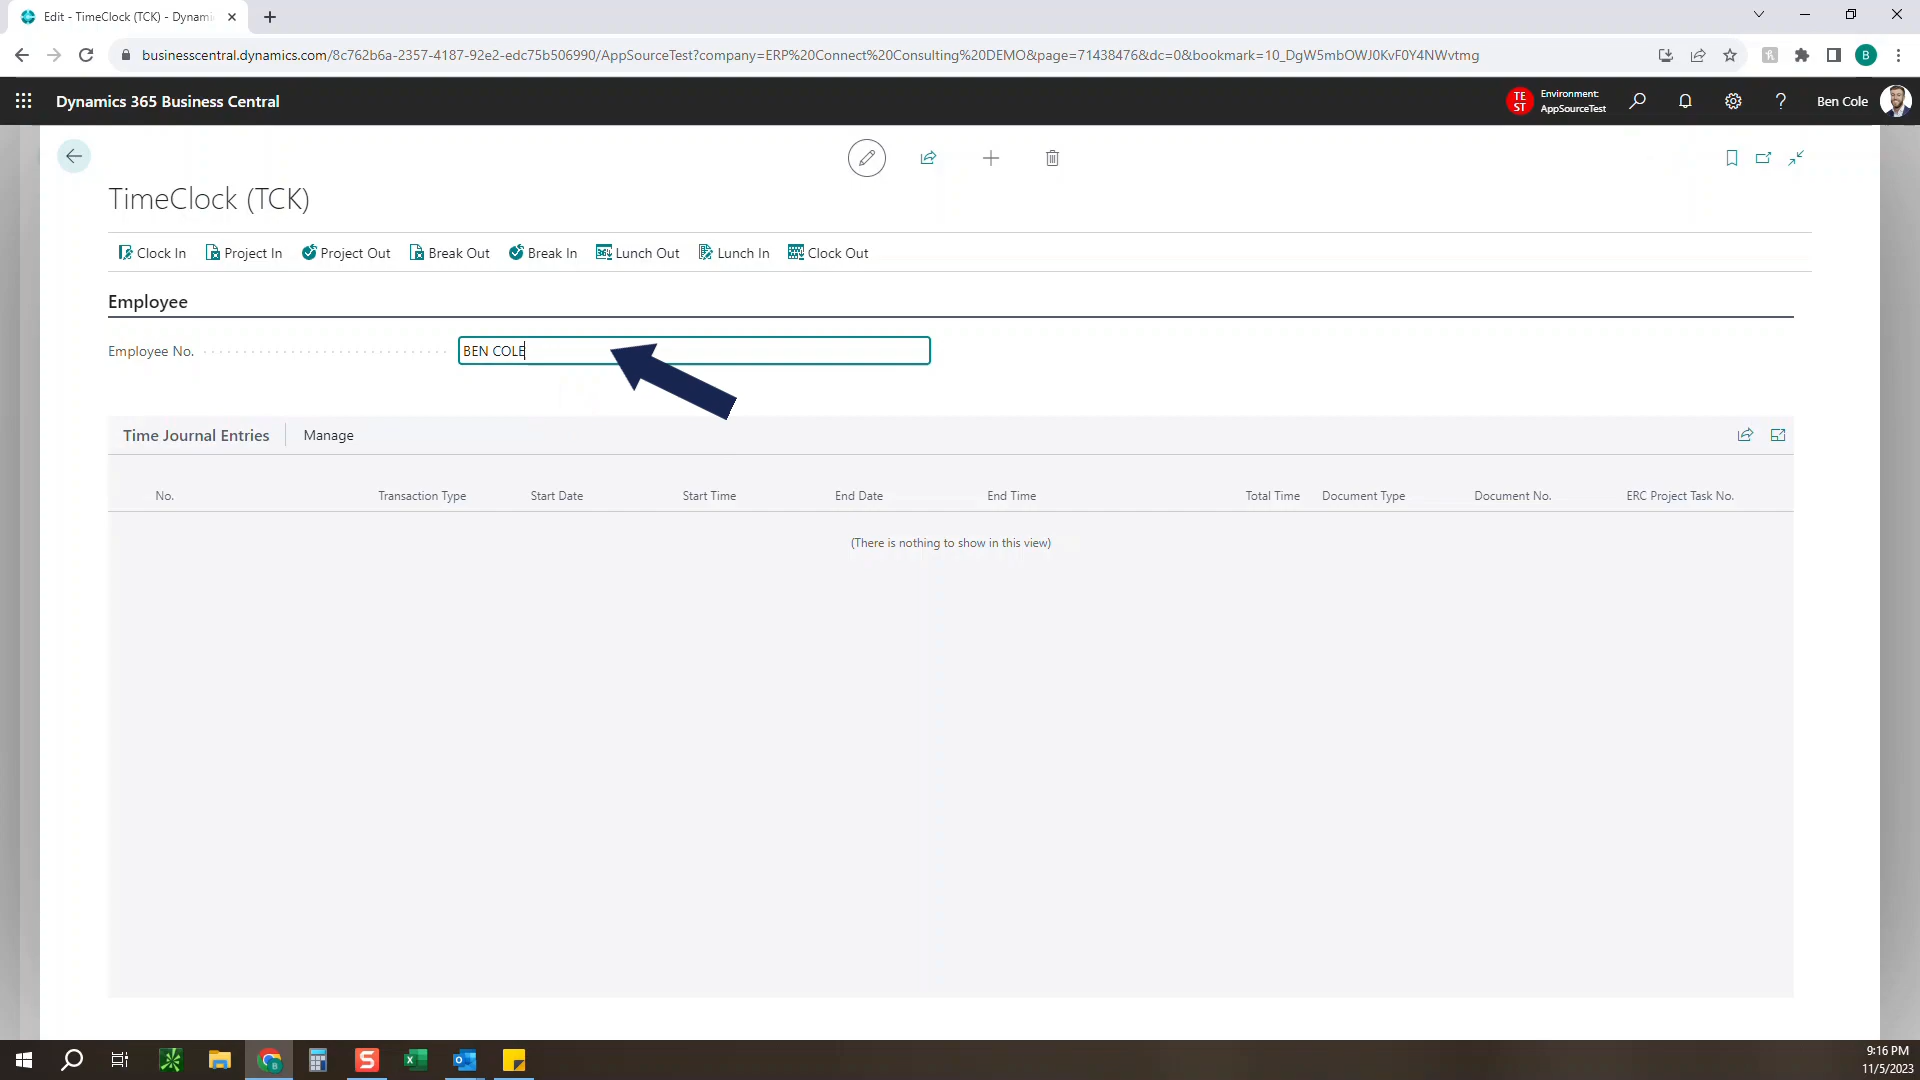 Edit - TimeClock (TCK) - Dynami
businesscentral.dynamics.com/8c762b6a-2357-4187-92e2-edc75b506990/AppSourceTest?company=ERP%20Connect%20Consulting%20DEMO&page=71438476&dc=0&bookmark=10_DgW5mbOWJ0KvF0Y4NWvtmg
B
Dynamics 365 Business Central
TE
ST
Environment:
AppSourceTest
Ben Cole
TimeClock (TCK)
Clock In Project In Project Out Break Out Break In Lunch Out Lunch In Clock Out
Employee
Employee No. BEN COLE
Time Journal Entries Manage
No. Transaction Type Start Date Start Time End Date End Time Total Time Document Type Document No. ERC Project Task No.
(There is nothing to show in this view)
9:16 PM
11/5/2023